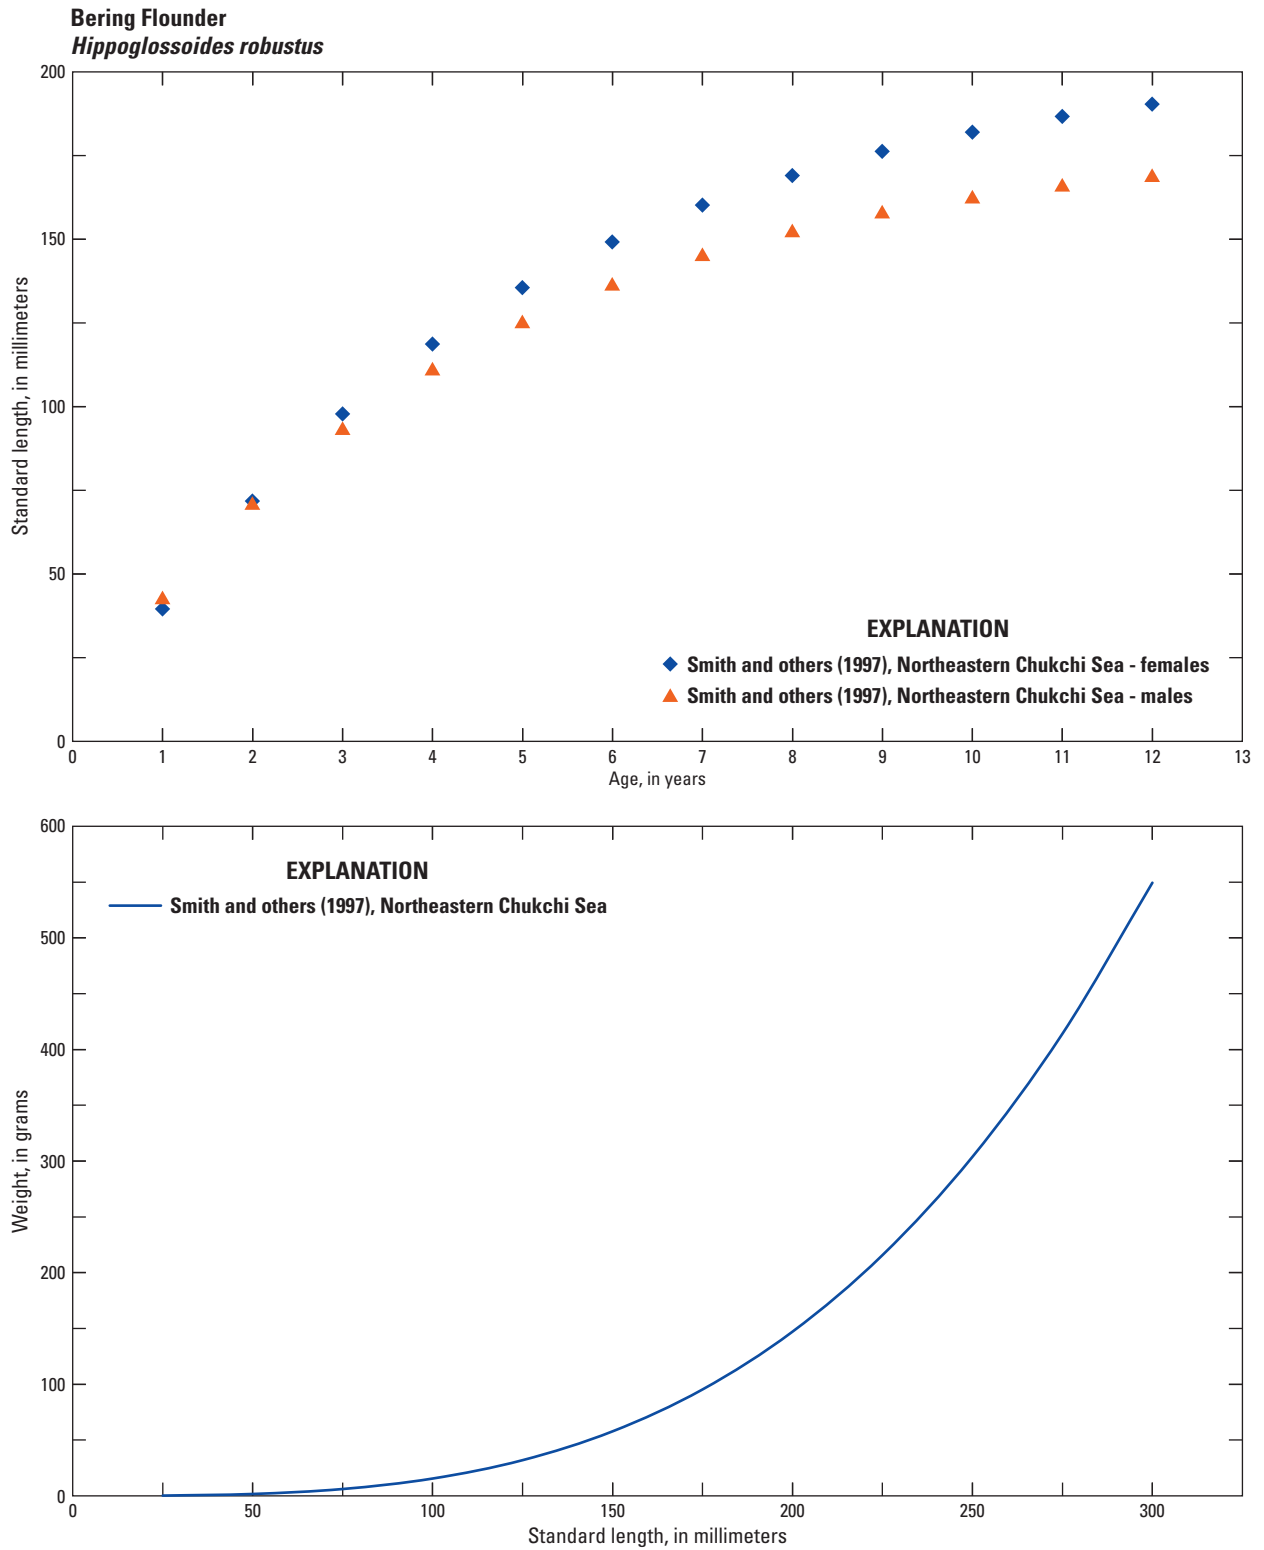 Bering Flounder
Hippoglossoides robustus
200
150
100
50
0
Standard length, in millimeters
EXPLANATION
Smith and others (1997), Northeastern Chukchi Sea - females
Smith and others (1997), Northeastern Chukchi Sea - males
0 1 2 3 4 5 6 7 8 9 10 11 12 13
Age, in years
600
500
400
300
200
100
0
Weight, in grams
EXPLANATION
Smith and others (1997), Northeastern Chukchi Sea
0 50 100 150 200 250 300
Standard length, in millimeters